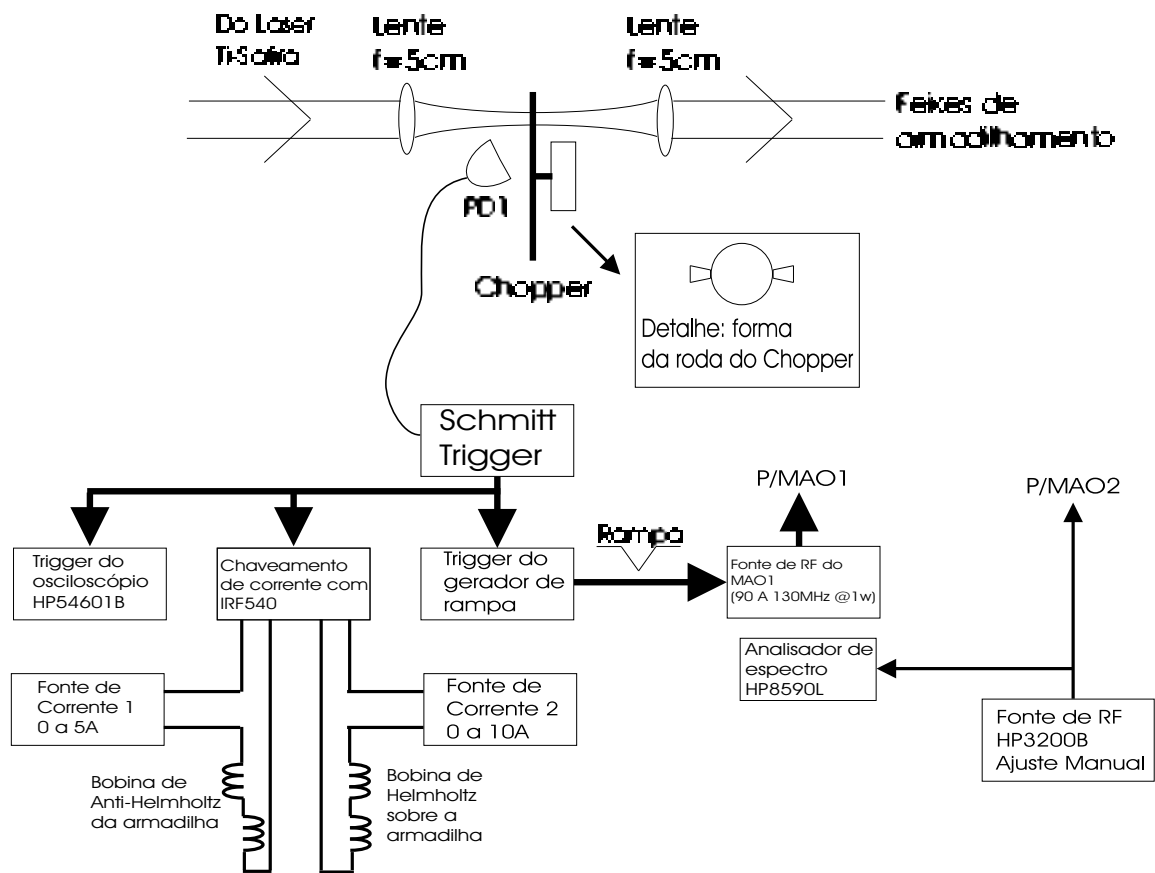 Do Laser
Ti-Safira
Lente
f=5cm
Lente
f=5cm
Feixes de
armadilhamento
PD1
Chopper
Detalhe: forma
da roda do Chopper
Schmitt
Trigger
P/MAO1
P/MAO2
Rampa
Trigger do
osciloscópio
HP54601B
Chaveamento
de corrente com
IRF540
Trigger do
gerador de
rampa
Fonte de RF do
MAO1
(90 A 130MHz @1w)
Analisador de
espectro
HP8590L
Fonte de
Corrente 1
0 a 5A
Fonte de
Corrente 2
0 a 10A
Fonte de RF
HP3200B
Ajuste Manual
Bobina de
Anti-Helmholtz
da armadilha
Bobina de
Helmholtz
sobre a
armadilha